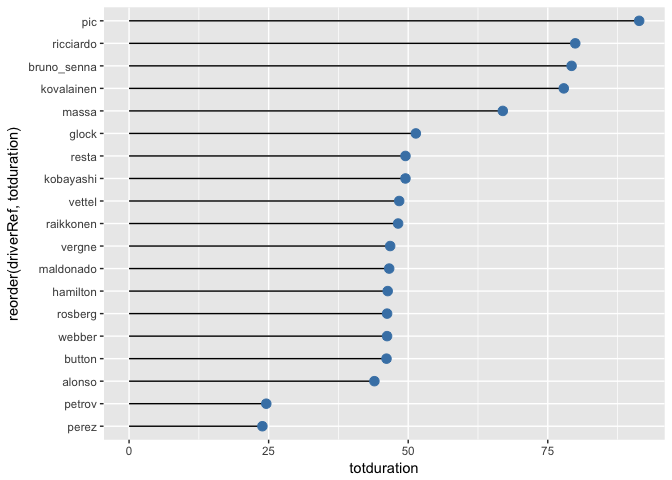 pic
ricciardo
bruno_senna
kovalainen
massa
glock
resta
kobayashi
vettel
raikkonen
vergne
maldonado
hamilton
rosberg
webber
button
alonso
petrov
perez
reorder(driverRef, totduration)
0 25 50 75
totduration